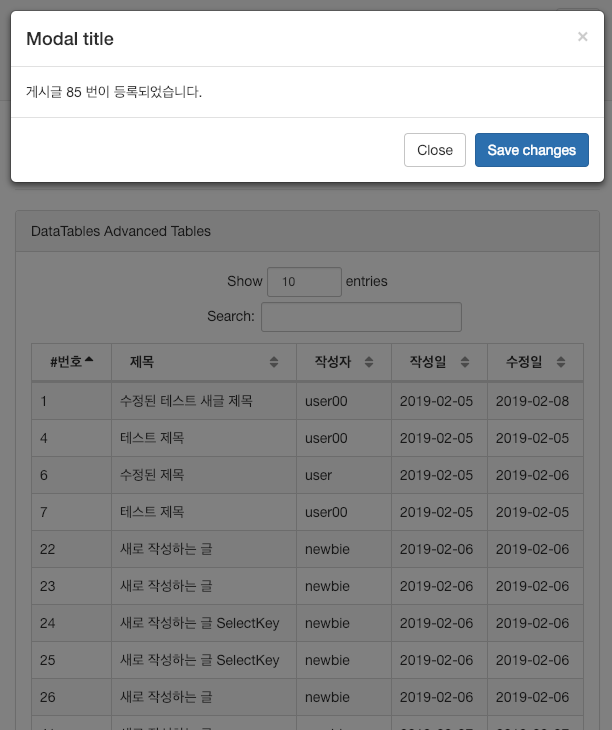 Modal title ×
게시글 85 번이 등록되었습니다.
Close Save changes
DataTables Advanced Tables
Show 10 entries
Search:
#번호 제목 작성자 작성일 수정일
1 수정된 테스트 새글 제목 user00 2019-02-05 2019-02-08
4 테스트 제목 user00 2019-02-05 2019-02-05
6 수정된 제목 user 2019-02-05 2019-02-06
7 테스트 제목 user00 2019-02-05 2019-02-05
22 새로 작성하는 글 newbie 2019-02-06 2019-02-06
23 새로 작성하는 글 newbie 2019-02-06 2019-02-06
24 새로 작성하는 글 SelectKey newbie 2019-02-06 2019-02-06
25 새로 작성하는 글 SelectKey newbie 2019-02-06 2019-02-06
26 새로 작성하는 글 newbie 2019-02-06 2019-02-06